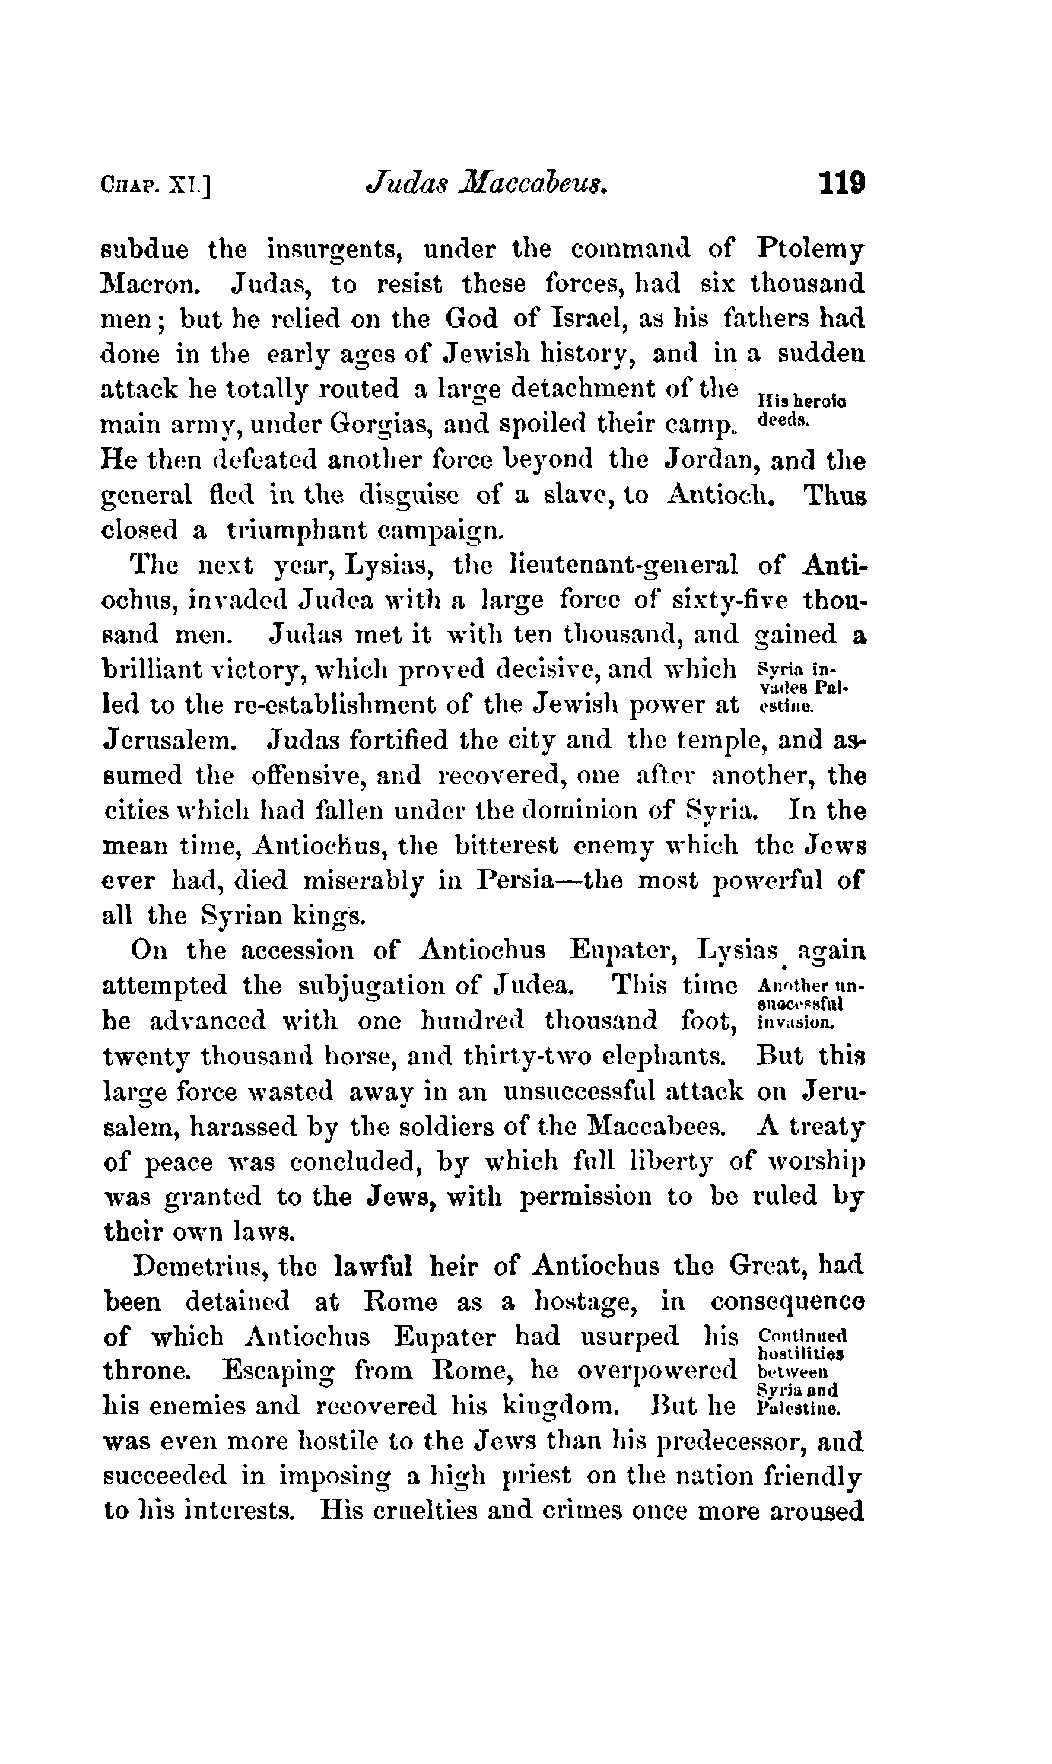 CHAP. XI.] Judas Maccabeus. 119
subdue the insurgents, under the command of Ptolemy
Macron. Judas, to resist these forces, had six thousand
men; but he relied on the God of Israel, as his fathers had
done in the early ages of Jewish history, and in a sudden
attack he totally routed a large detachment of the
His heroic
main army, under Gorgias, and spoiled their camp.
deeds.
He then defeated another force beyond the Jordan, and the
general fled in the disguise of a slave, to Antioch. Thus
closed a triumphant campaign.
The next year, Lysias, the lieutenant-general of Anti-
ochus, invaded Judea with a large force of sixty-five thou-
sand men. Judas met it with ten thousand, and gained a
brilliant victory, which proved decisive, and which
Syria in-
vades Pal-
estine.
led to the re-establishment of the Jewish power at
Jerusalem. Judas fortified the city and the temple, and as-
sumed the offensive, and recovered, one after another, the
cities which had fallen under the dominion of Syria. In the
mean time, Antiochus, the bitterest enemy which the Jews
ever had, died miserably in Persia—the most powerful of
all the Syrian kings.
On the accession of Antiochus Eupater, Lysias again
attempted the subjugation of Judea. This time
Another un-
successful
invasion.
he advanced with one hundred thousand foot,
twenty thousand horse, and thirty-two elephants. But this
large force wasted away in an unsuccessful attack on Jeru-
salem, harassed by the soldiers of the Maccabees. A treaty
of peace was concluded, by which full liberty of worship
was granted to the Jews, with permission to be ruled by
their own laws.
Demetrius, the lawful heir of Antiochus the Great, had
been detained at Rome as a hostage, in consequence
of which Antiochus Eupater had usurped his
Continued
hostilities
between
Syria and
Palestine.
throne. Escaping from Rome, he overpowered
his enemies and recovered his kingdom. But he
was even more hostile to the Jews than his predecessor, and
succeeded in imposing a high priest on the nation friendly
to his interests. His cruelties and crimes once more aroused